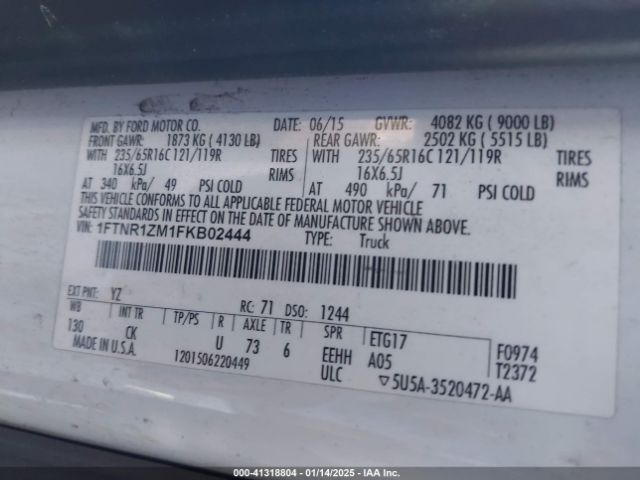 MFD. BY FORD MOTOR CO. DATE: 06/15 GVWR: 4082 KG ( 9000 LB)
FRONT GAWR: 1873 KG ( 4130 LB) REAR GAWR: 2502 KG ( 5515 LB)
WITH 235/65R16C 121/119R TIRES WITH 235/65R16C 121/119R TIRES
16X6.5J RIMS 16X6.5J RIMS
AT 340 kPa/ 49 PSI COLD AT 490 kPa/ 71 PSI COLD
THIS VEHICLE CONFORMS TO ALL APPLICABLE FEDERAL MOTOR VEHICLE
SAFETY STANDARDS IN EFFECT ON THE DATE OF MANUFACTURE SHOWN ABOVE.
VIN: 1FTNR1ZM1FKB02444 TYPE: Truck
EXT PNT: YZ RC: 71 DSO: 1244
WB INT TR TP/PS R AXLE TR SPR ETG17 F0974
130 CK U 73 6 EEHH A05 T2372
MADE IN U.S.A. 1201506220449 ULC ▽5U5A-3520472-AA
000-41318804 - 01/14/2025 - IAA Inc.